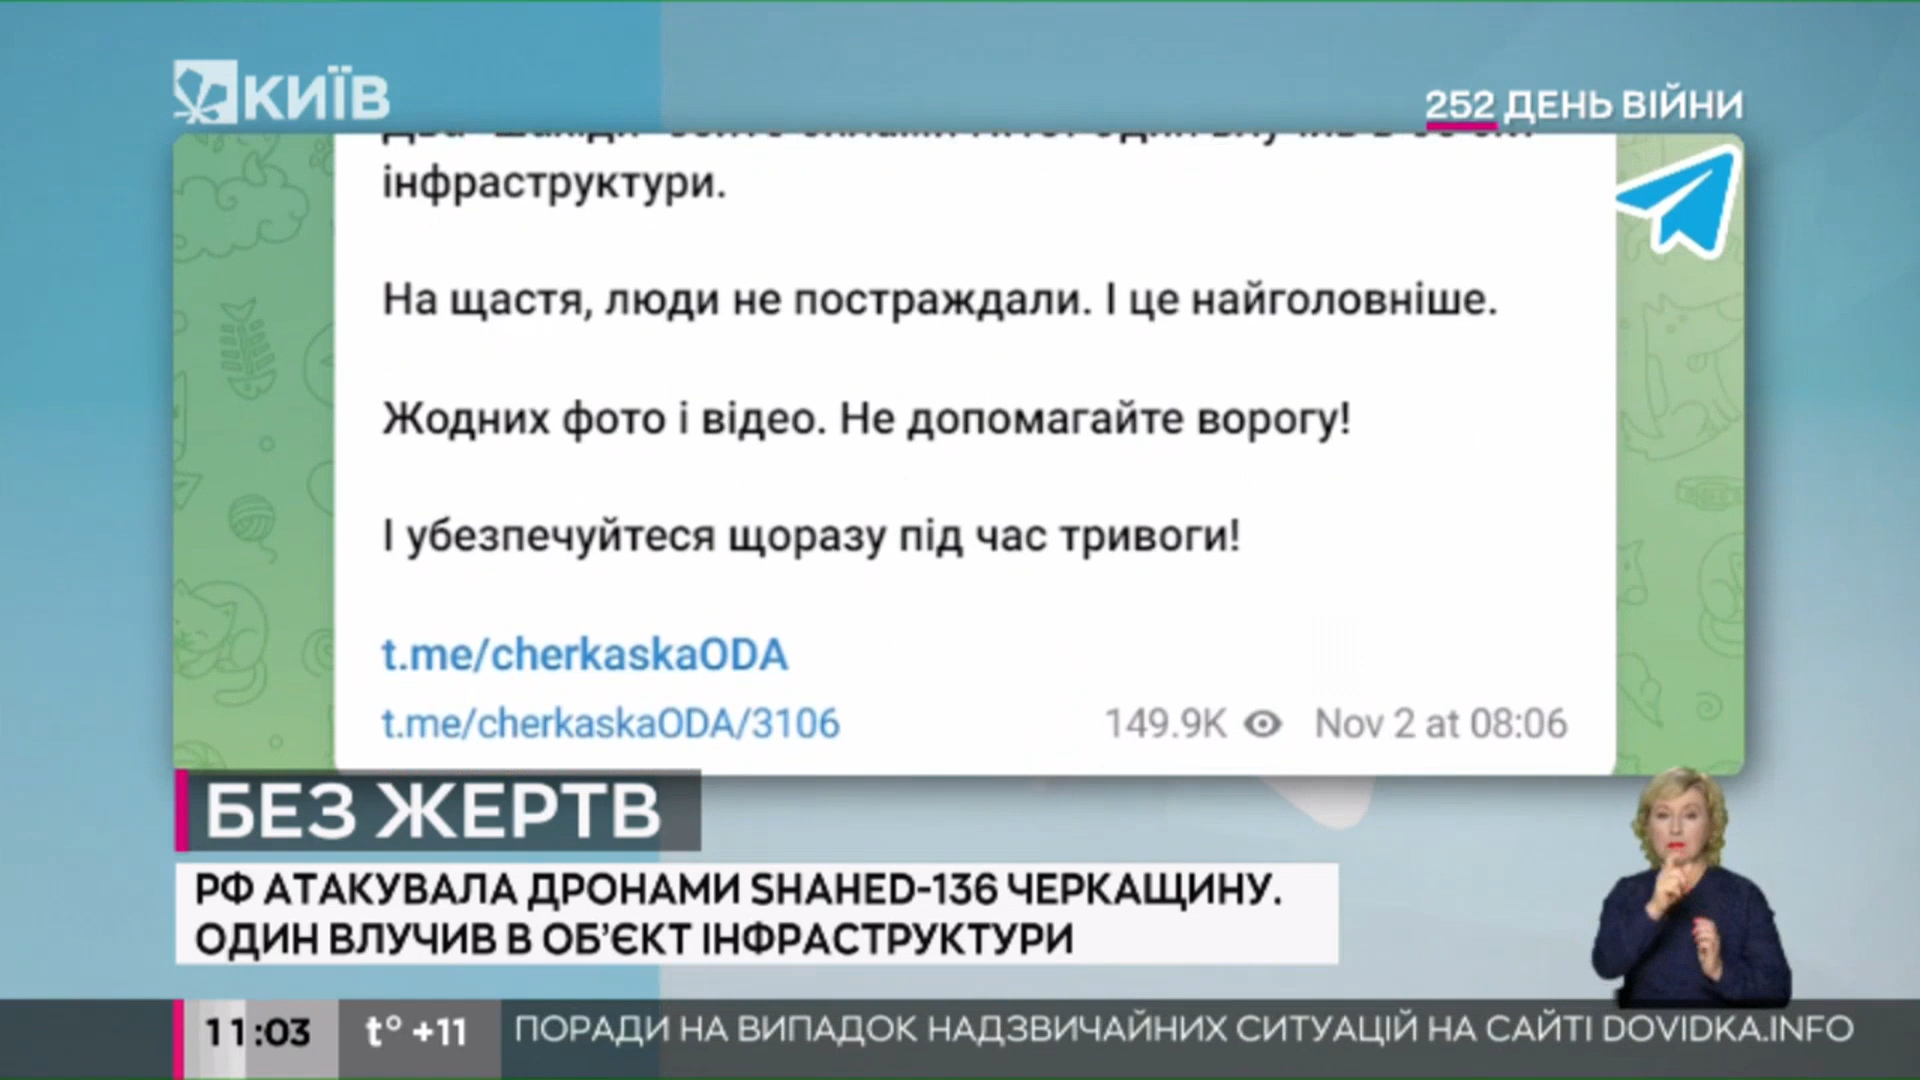 КИЇВ
252 ДЕНЬ ВІЙНИ
інфраструктури.
На щастя, люди не постраждали. І це найголовніше.
Жодних фото і відео. Не допомагайте ворогу!
І убезпечуйтеся щоразу під час тривоги!
t.me/cherkaskaODA
t.me/cherkaskaODA/3106 149.9K Nov 2 at 08:06
БЕЗ ЖЕРТВ
РФ АТАКУВАЛА ДРОНАМИ SHAHED-136 ЧЕРКАЩИНУ.
ОДИН ВЛУЧИВ В ОБ’ЄКТ ІНФРАСТРУКТУРИ
11:03 t° +11 ПОРАДИ НА ВИПАДОК НАДЗВИЧАЙНИХ СИТУАЦІЙ НА САЙТІ DOVIDKA.INFO